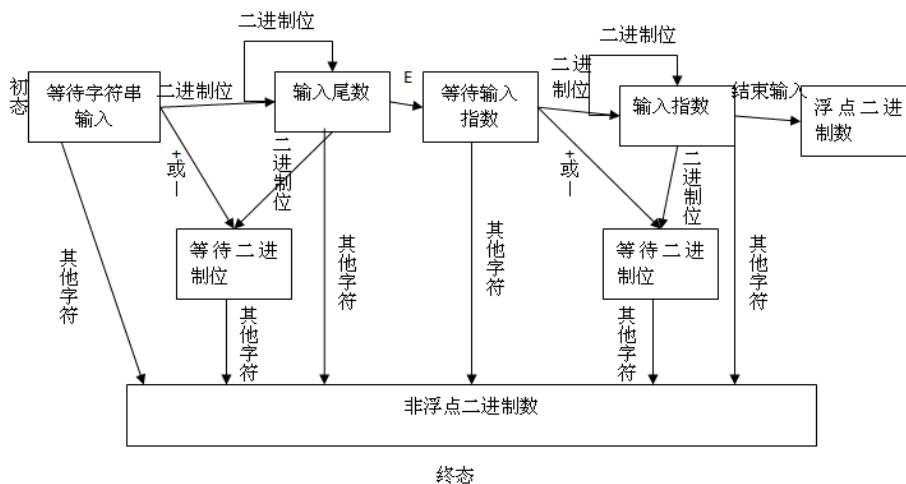 二进制位
二进制位
初态
等待字符串输入
二进制位
输入尾数
E
等待输入指数
二进制位
输入指数
结束输入
浮点二进制数
+或—
二进制位
+或—
二进制位
等待二进制位
等待二进制位
其他字符
其他字符
其他字符
其他字符
其他字符
其他字符
非浮点二进制数
终态